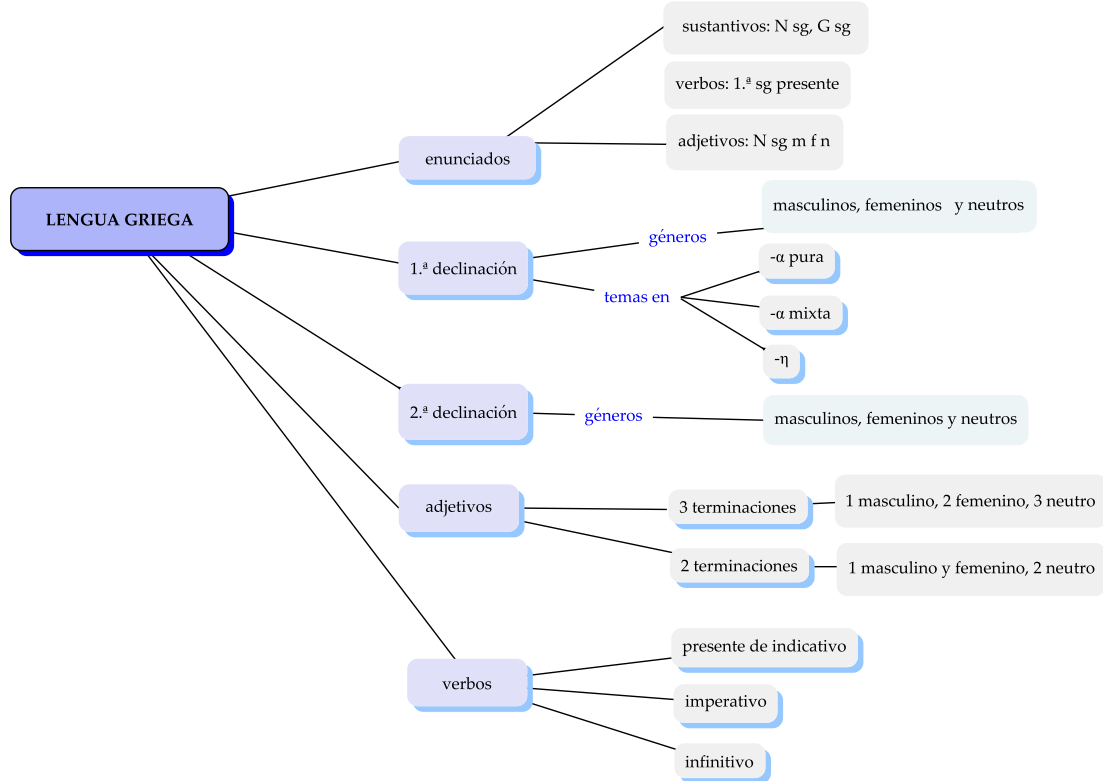 LENGUA GRIEGA
enunciados
sustantivos: N sg, G sg
verbos: 1.ª sg presente
adjetivos: N sg m f n
1.ª declinación
géneros
masculinos, femeninos y neutros
temas en
-α pura
-α mixta
-η
2.ª declinación
géneros
masculinos, femeninos y neutros
adjetivos
3 terminaciones
1 masculino, 2 femenino, 3 neutro
2 terminaciones
1 masculino y femenino, 2 neutro
verbos
presente de indicativo
imperativo
infinitivo